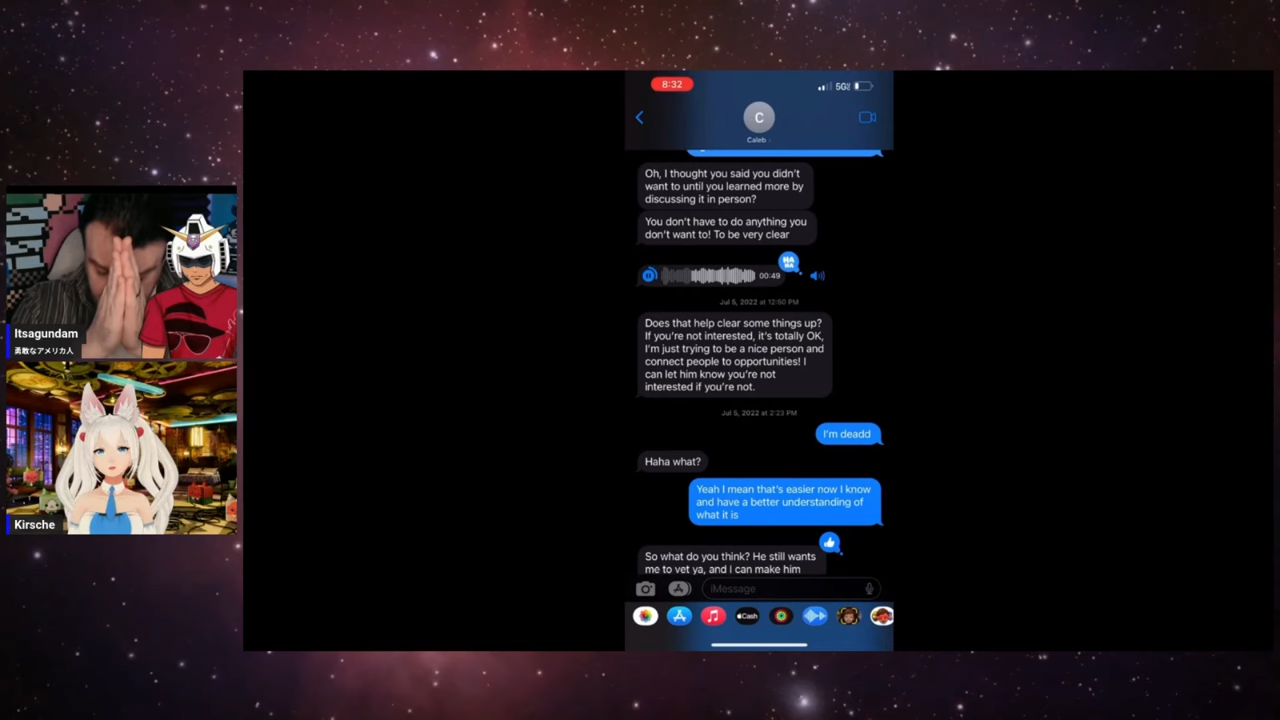 8:32
5G
C
Caleb
Oh, I thought you said you didn't
want to until you learned more by
discussing it in person?
You don't have to do anything you
don't want to! To be very clear
HA
HA
00:49
Jul 5, 2022 at 12:50 PM
Does that help clear some things up?
If you're not interested, it's totally OK,
I'm just trying to be a nice person and
connect people to opportunities! I
can let him know you're not
interested if you're not.
Jul 5, 2022 at 2:23 PM
I'm deadd
Haha what?
Yeah I mean that's easier now I know
and have a better understanding of
what it is
So what do you think? He still wants
me to vet ya, and I can make him
iMessage
Cash
Itsagundam
勇敢なアメリカ人
Kirsche